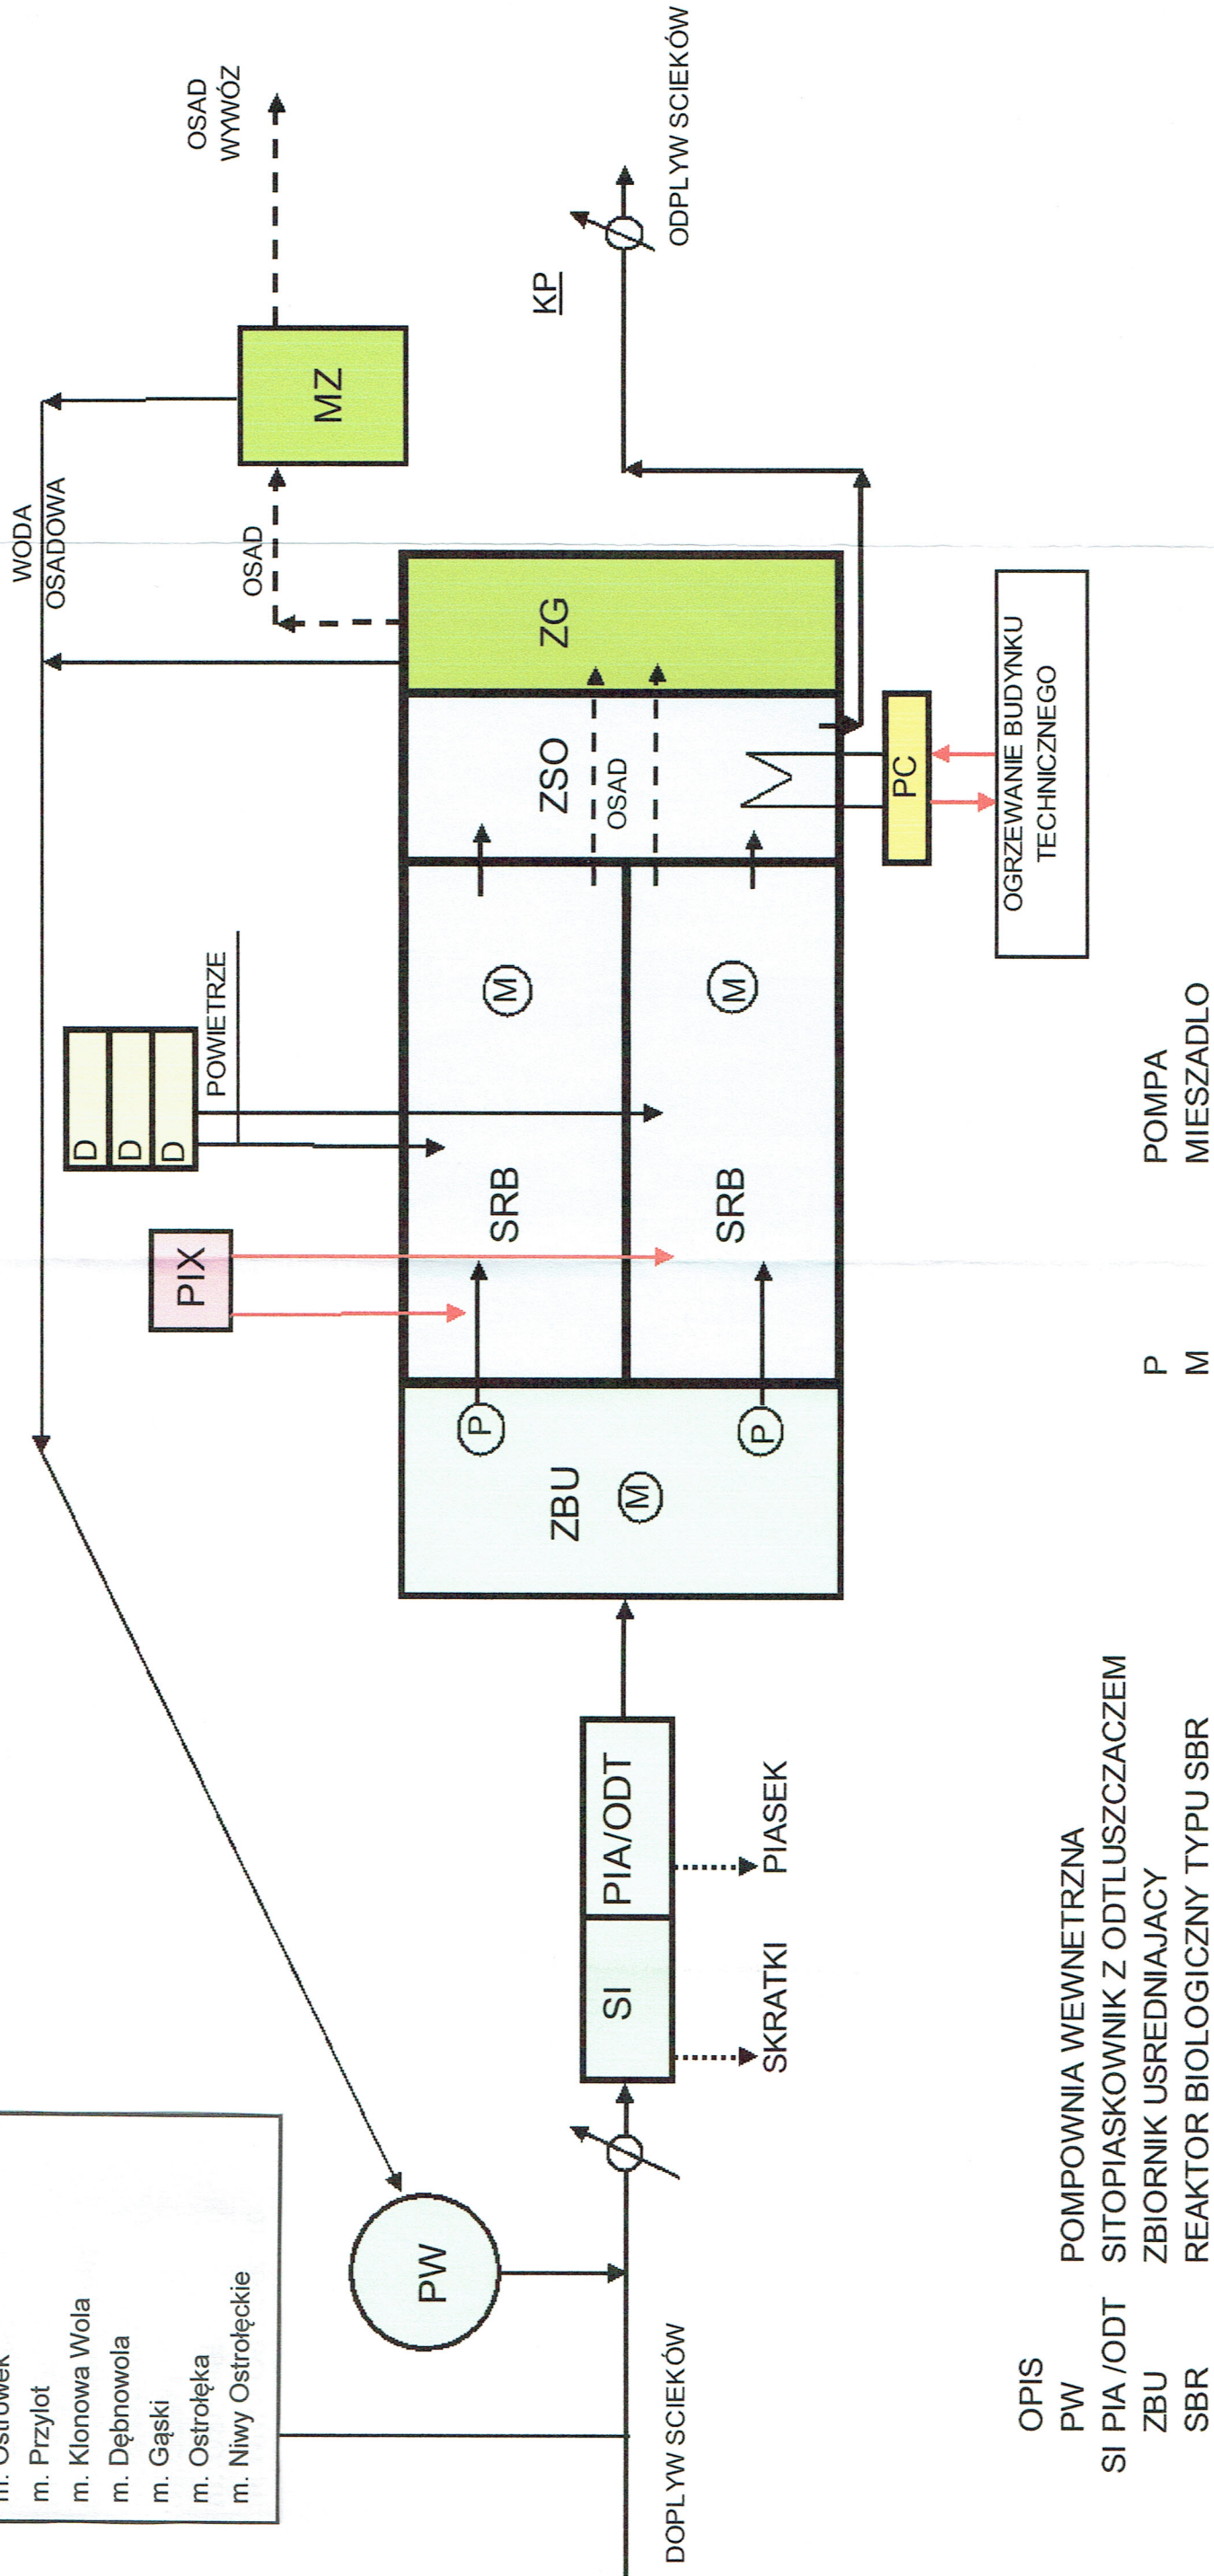 m. Przylot
m. Klonowa Wola
m. Dębnowola
m. Gąski
m. Ostrołęka
m. Niwy Ostrołęckie
DOPLYW SCIEKÓW
PW
SI
PIA/ODT
SKRATKI
PIASEK
ZBU
M
P
P
PIX
D
D
D
POWIETRZE
SRB
SRB
M
M
ZSO
OSAD
ZG
PC
OGRZEWANIE BUDYNKU
TECHNICZNEGO
WODA
OSADOWA
OSAD
MZ
OSAD
WYWÓZ
KP
ODPLYW SCIEKÓW
OPIS
PW POMPOWNIA WEWNETRZNA
SI PIA /ODT SITOPIASKOWNIK Z ODTLUSZCZACZEM
ZBU ZBIORNIK USREDNIAJACY
SBR REAKTOR BIOLOGICZNY TYPU SBR
P POMPA
M MIESZADLO